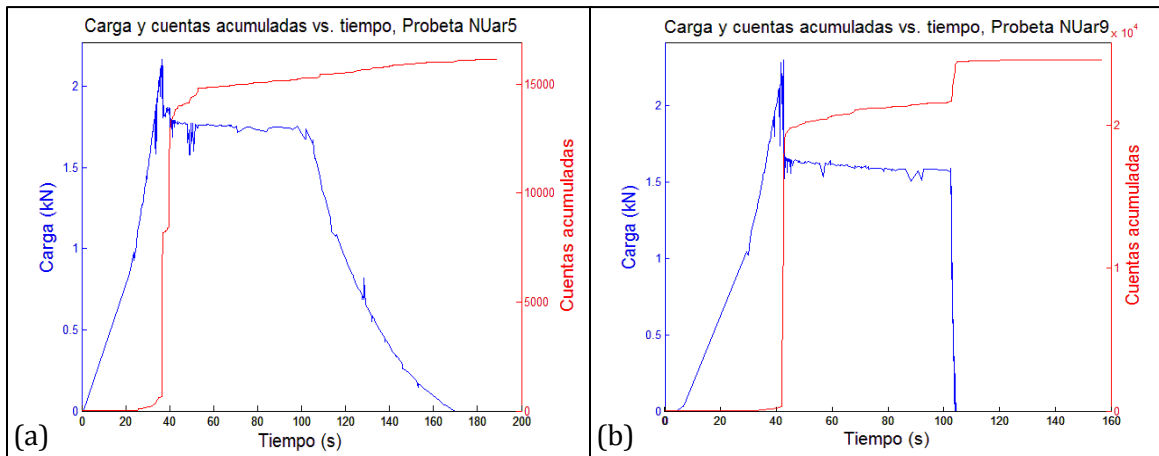 Carga y cuentas acumuladas vs. tiempo, Probeta NUar5
2
1.5
1
0.5
0
Carga (kN)
15000
10000
5000
0
Cuentas acumuladas
0 20 40 60 80 100 120 140 160 180 200
Tiempo (s)
(a)
Carga y cuentas acumuladas vs. tiempo, Probeta NUar9
x 10⁴
2
1.5
1
0.5
0
Carga (kN)
2
1
0
Cuentas acumuladas
0 20 40 60 80 100 120 140 160
Tiempo (s)
(b)